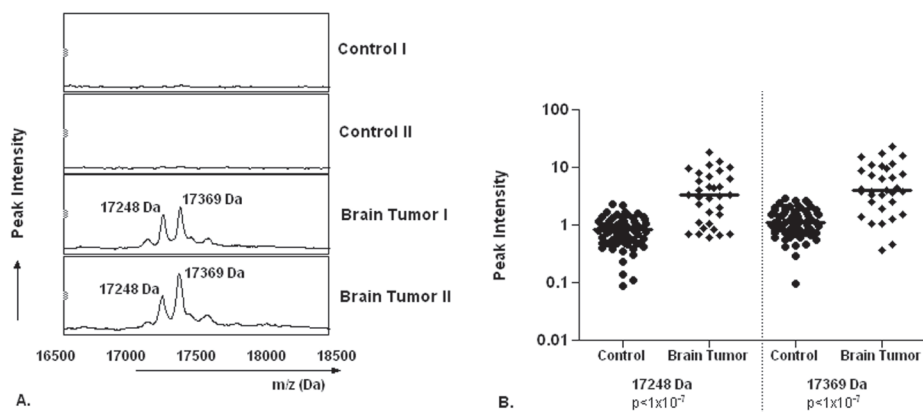 Control I
Control II
Brain Tumor I
17248 Da
17369 Da
Brain Tumor II
17248 Da
17369 Da
Peak Intensity
16500 17000 17500 18000 18500
m/z (Da)
A.
Peak Intensity
100
10
1
0.1
0.01
Control Brain Tumor Control Brain Tumor
17248 Da 17369 Da
p<1x10⁻⁷ p<1x10⁻⁷
B.